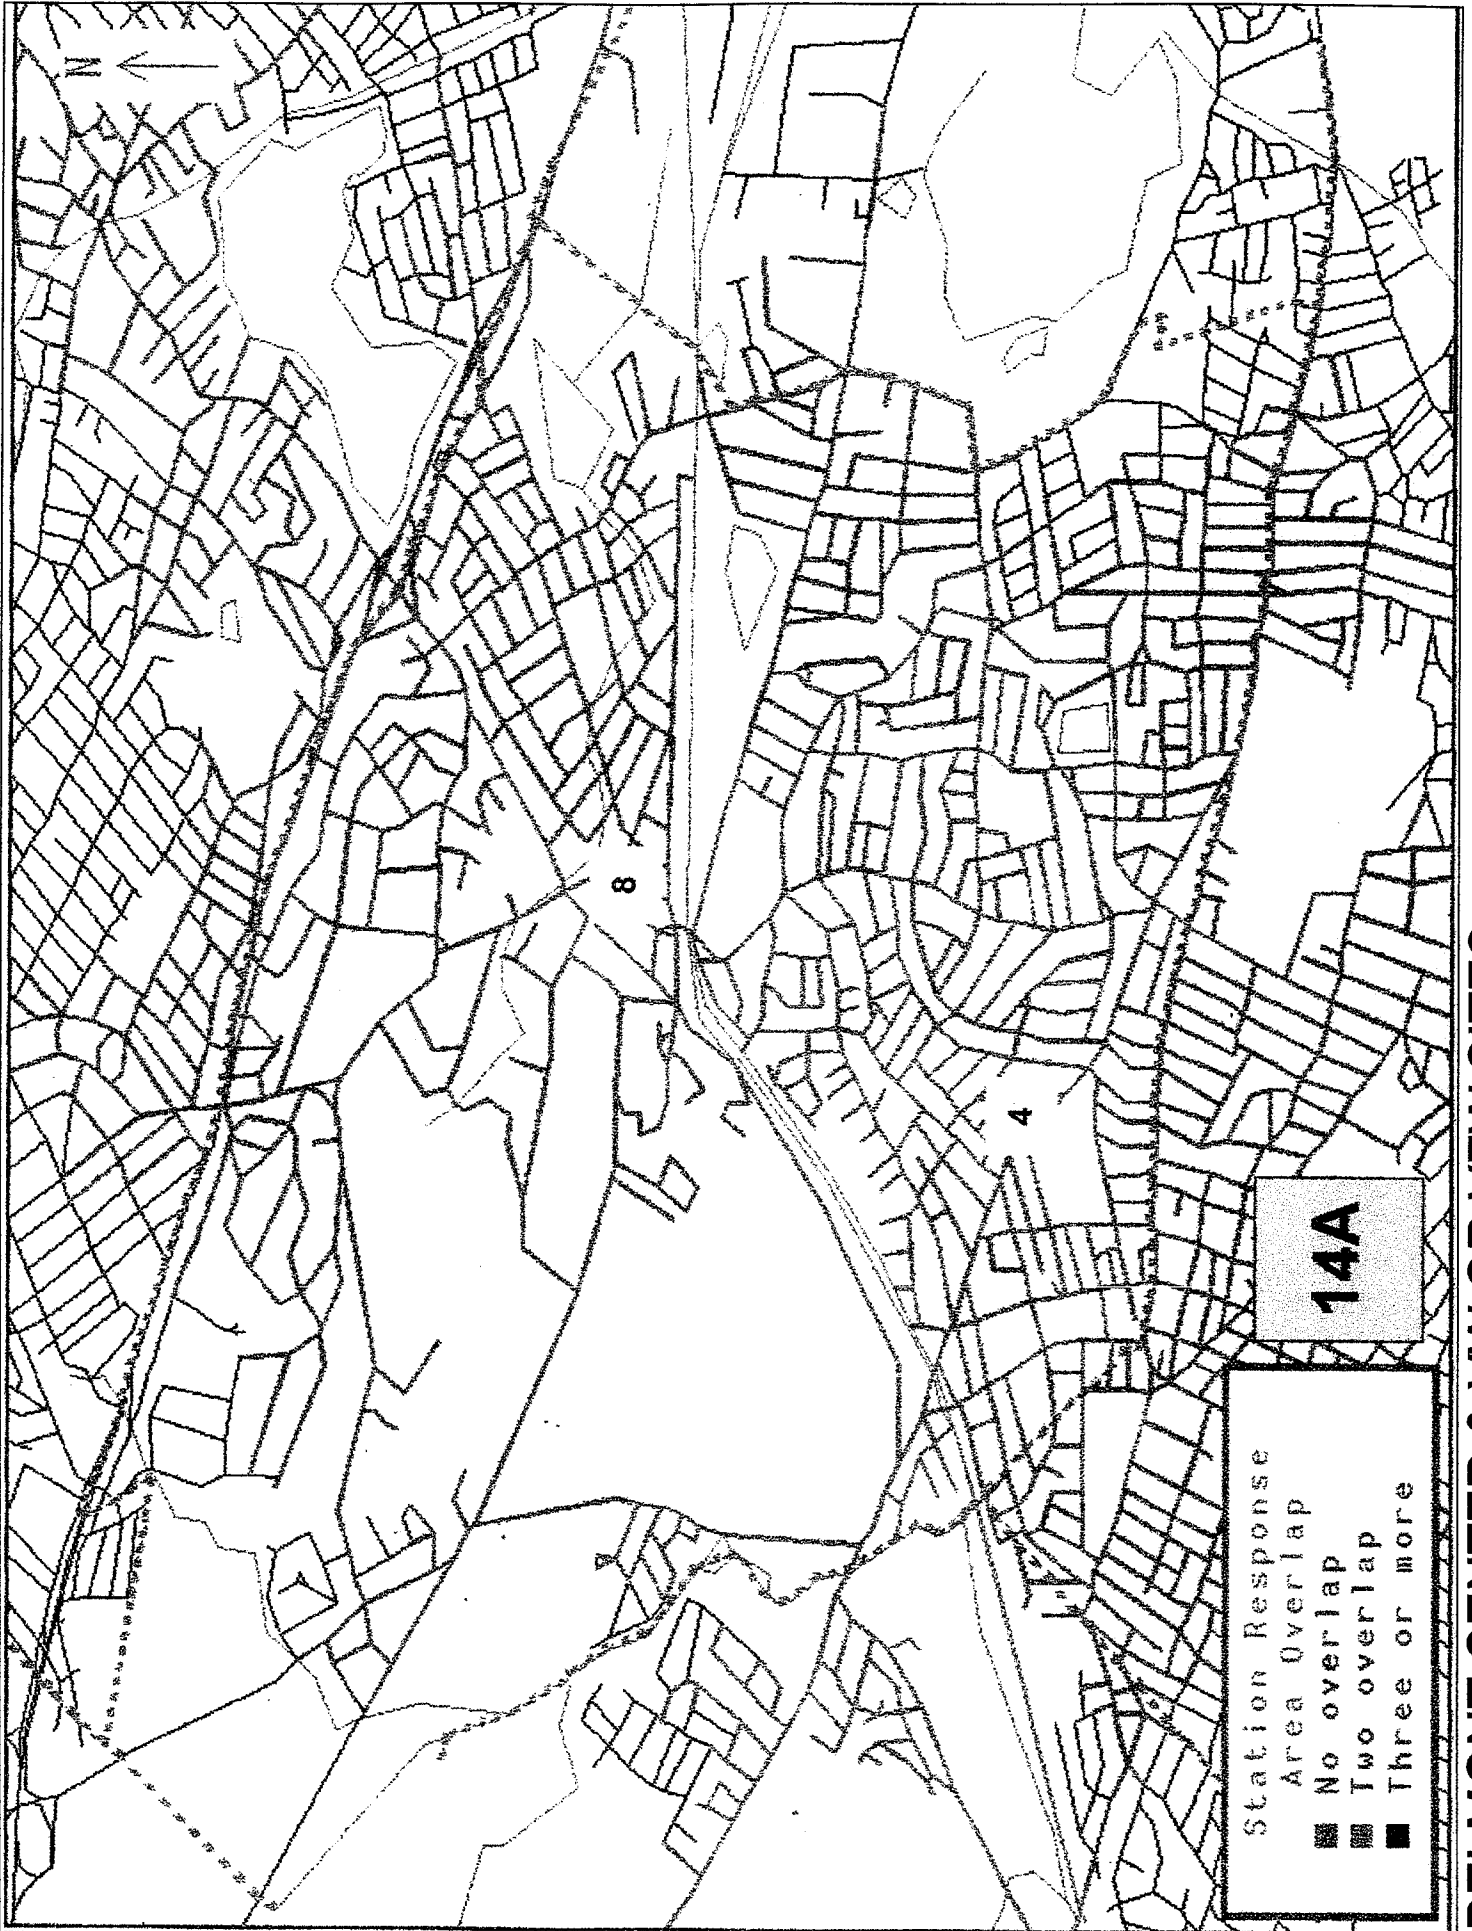 N
8
4
14A
Station Response
Area Overlap
No overlap
Two overlap
Three or more